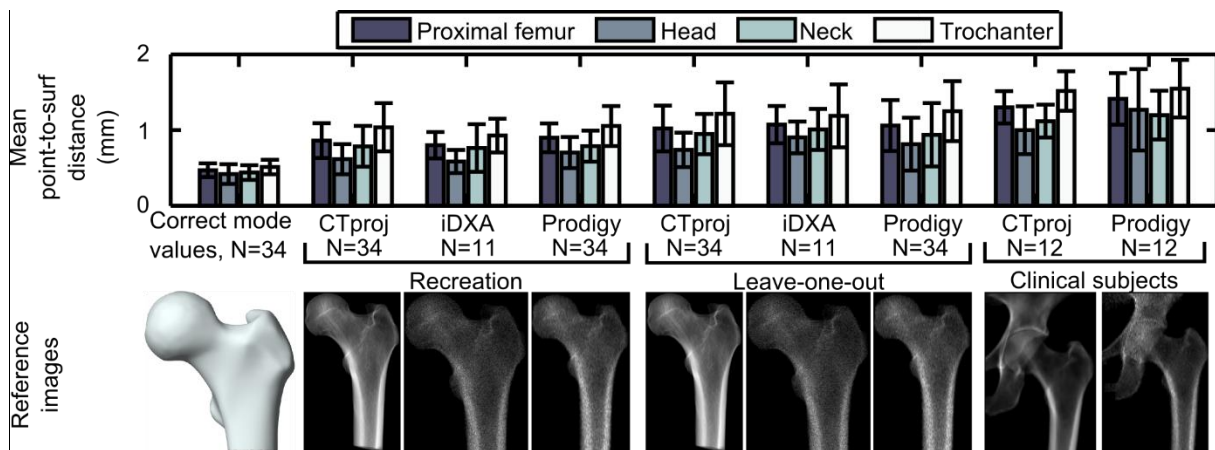 Proximal femur Head Neck Trochanter
Mean
point-to-surf
distance
(mm)
2
1
0
Correct mode
values, N=34
CTproj
N=34
iDXA
N=11
Prodigy
N=34
CTproj
N=34
iDXA
N=11
Prodigy
N=34
CTproj
N=12
Prodigy
N=12
Recreation
Leave-one-out
Clinical subjects
Reference
images